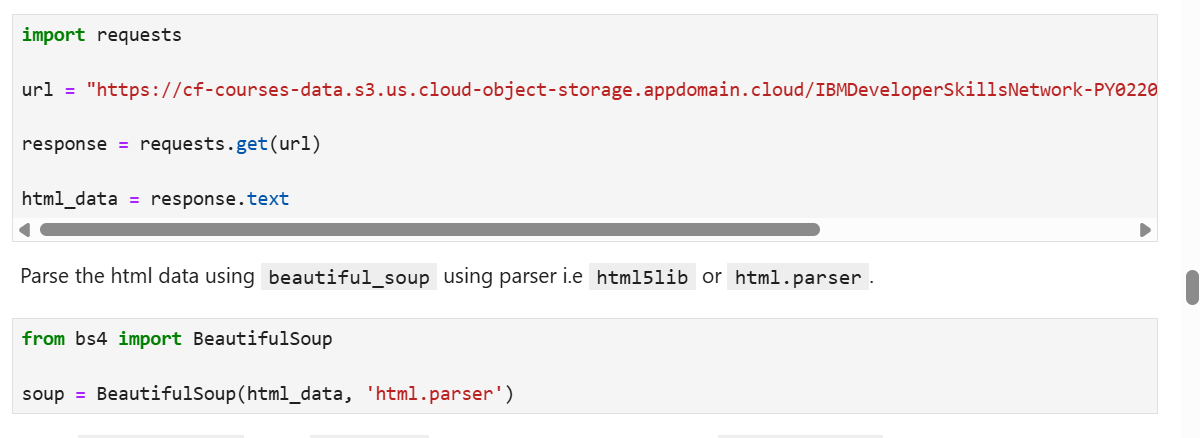 import requests
url = "https://cf-courses-data.s3.us.cloud-object-storage.appdomain.cloud/IBMDeveloperSkillsNetwork-PY0220
response = requests.get(url)
html_data = response.text
Parse the html data using beautiful_soup using parser i.e html5lib or html.parser.
from bs4 import BeautifulSoup
soup = BeautifulSoup(html_data, 'html.parser')